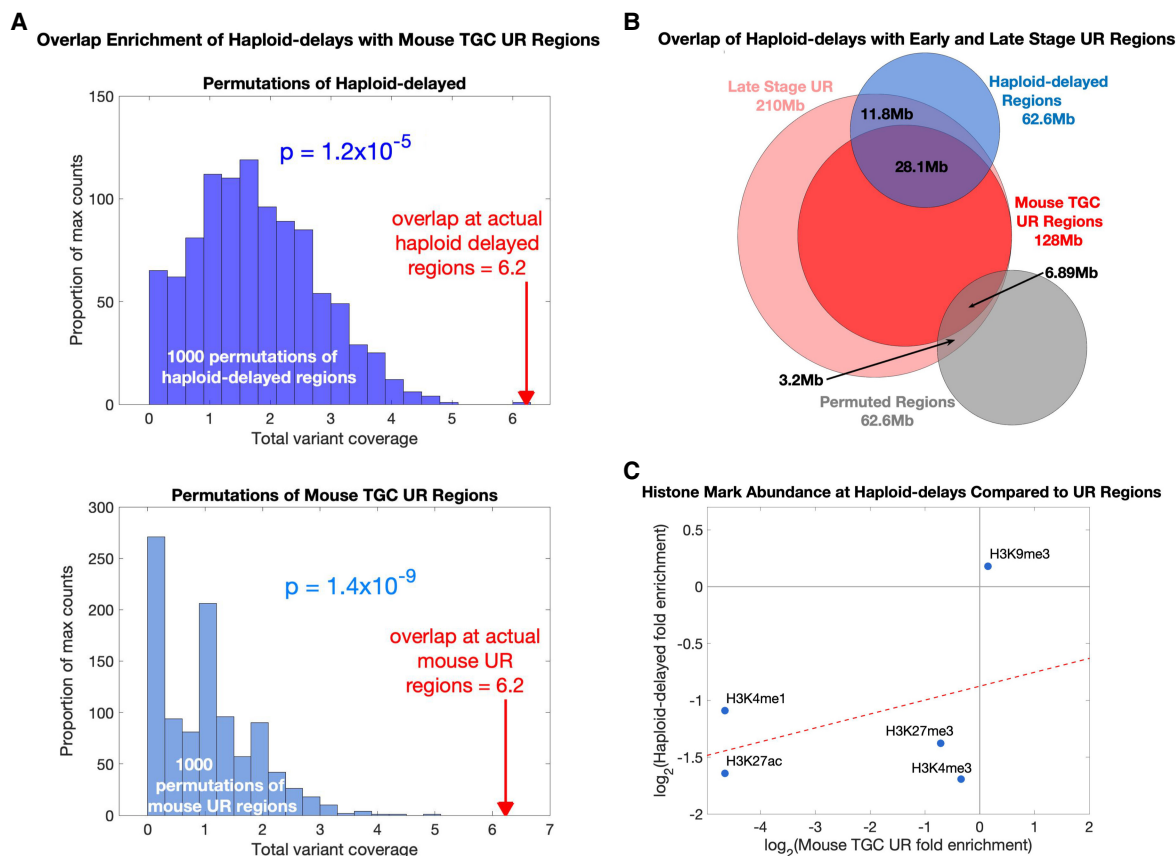 A
Overlap Enrichment of Haploid-delays with Mouse TGC UR Regions
Permutations of Haploid-delayed
150
100
50
0
Proportion of max counts
p = 1.2x10^-5
overlap at actual
haploid delayed
regions = 6.2
1000 permutations of
haploid-delayed regions
0 1 2 3 4 5 6
Total variant coverage
Permutations of Mouse TGC UR Regions
300
250
200
150
100
50
0
Proportion of max counts
p = 1.4x10^-9
overlap at actual
mouse UR
regions = 6.2
1000
permutations of
mouse UR regions
0 1 2 3 4 5 6 7
Total variant coverage
B
Overlap of Haploid-delays with Early and Late Stage UR Regions
Late Stage UR
210Mb
Haploid-delayed
Regions
62.6Mb
11.8Mb
28.1Mb
Mouse TGC
UR Regions
128Mb
6.89Mb
3.2Mb
Permuted Regions
62.6Mb
C
Histone Mark Abundance at Haploid-delays Compared to UR Regions
0.5
0
-0.5
-1
-1.5
-2
log2(Haploid-delayed fold enrichment)
H3K9me3
H3K4me1
H3K27me3
H3K27ac
H3K4me3
-4 -3 -2 -1 0 1 2
log2(Mouse TGC UR fold enrichment)